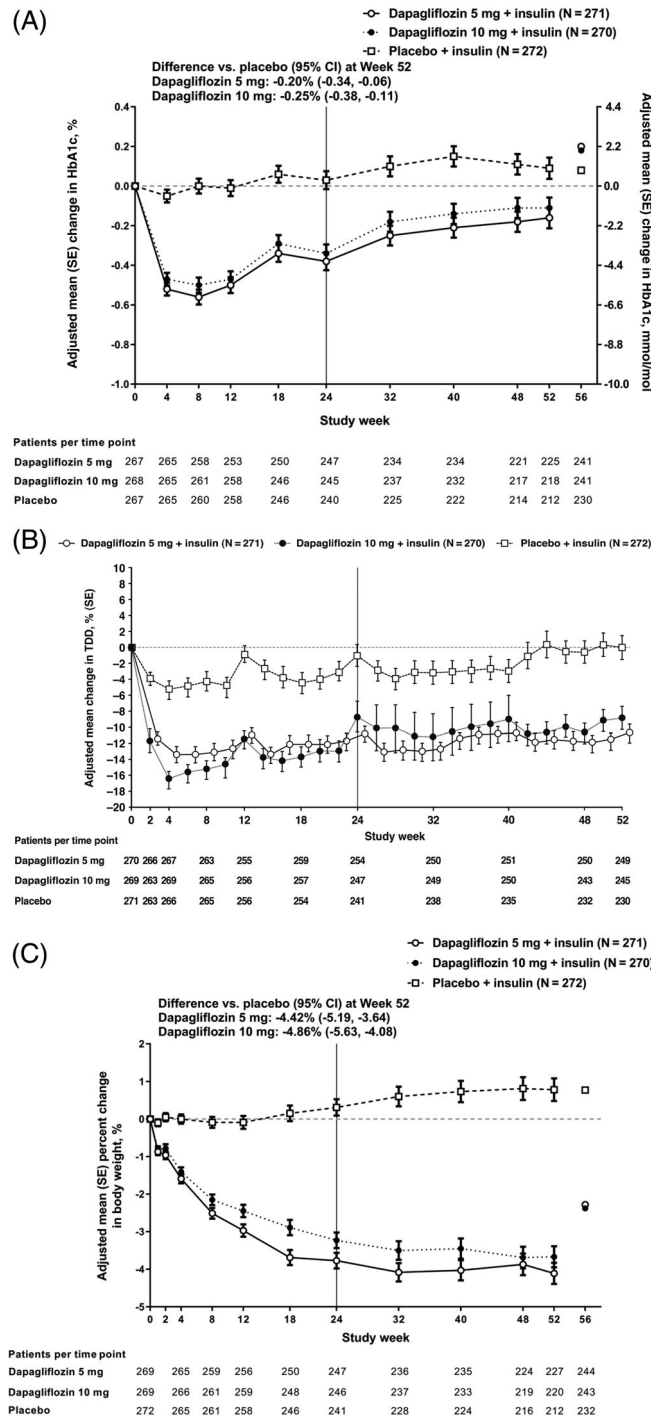 (A)
Dapagliflozin 5 mg + insulin (N = 271)
Dapagliflozin 10 mg + insulin (N = 270)
Placebo + insulin (N = 272)
Difference vs. placebo (95% CI) at Week 52
Dapagliflozin 5 mg: -0.20% (-0.34, -0.06)
Dapagliflozin 10 mg: -0.25% (-0.38, -0.11)
Adjusted mean (SE) change in HbA1c, %
0.4
0.2
0.0
-0.2
-0.4
-0.6
-0.8
-1.0
4.4
2.2
0.0
-2.2
-4.4
-6.6
-8.8
-10.0
Adjusted mean (SE) change in HbA1c, mmol/mol
0 4 8 12 18 24 32 40 48 52 56
Study week
Patients per time point
Dapagliflozin 5 mg 267 265 258 253 250 247 234 234 221 225 241
Dapagliflozin 10 mg 268 265 261 258 246 245 237 232 217 218 241
Placebo 267 265 260 258 246 240 225 222 214 212 230
(B)
Dapagliflozin 5 mg + insulin (N = 271) Dapagliflozin 10 mg + insulin (N = 270) Placebo + insulin (N = 272)
Adjusted mean change in TDD, % (SE)
10
8
6
4
2
0
−2
−4
−6
−8
−10
−12
−14
−16
−18
−20
0 2 4 8 12 18 24 32 40 48 52
Study week
Patients per time point
Dapagliflozin 5 mg 270 266 267 263 255 259 254 250 251 250 249
Dapagliflozin 10 mg 269 263 269 265 256 257 247 249 250 243 245
Placebo 271 263 266 265 256 254 241 238 235 232 230
(C)
Dapagliflozin 5 mg + insulin (N = 271)
Dapagliflozin 10 mg + insulin (N = 270)
Placebo + insulin (N = 272)
Difference vs. placebo (95% CI) at Week 52
Dapagliflozin 5 mg: -4.42% (-5.19, -3.64)
Dapagliflozin 10 mg: -4.86% (-5.63, -4.08)
Adjusted mean (SE) percent change
in body weight, %
2
1
0
-1
-2
-3
-4
-5
0 2 4 8 12 18 24 32 40 48 52 56
Study week
Patients per time point
Dapagliflozin 5 mg 269 265 259 256 250 247 236 235 224 227 244
Dapagliflozin 10 mg 269 266 261 259 248 246 237 233 219 220 243
Placebo 272 265 261 258 246 241 228 224 216 212 232